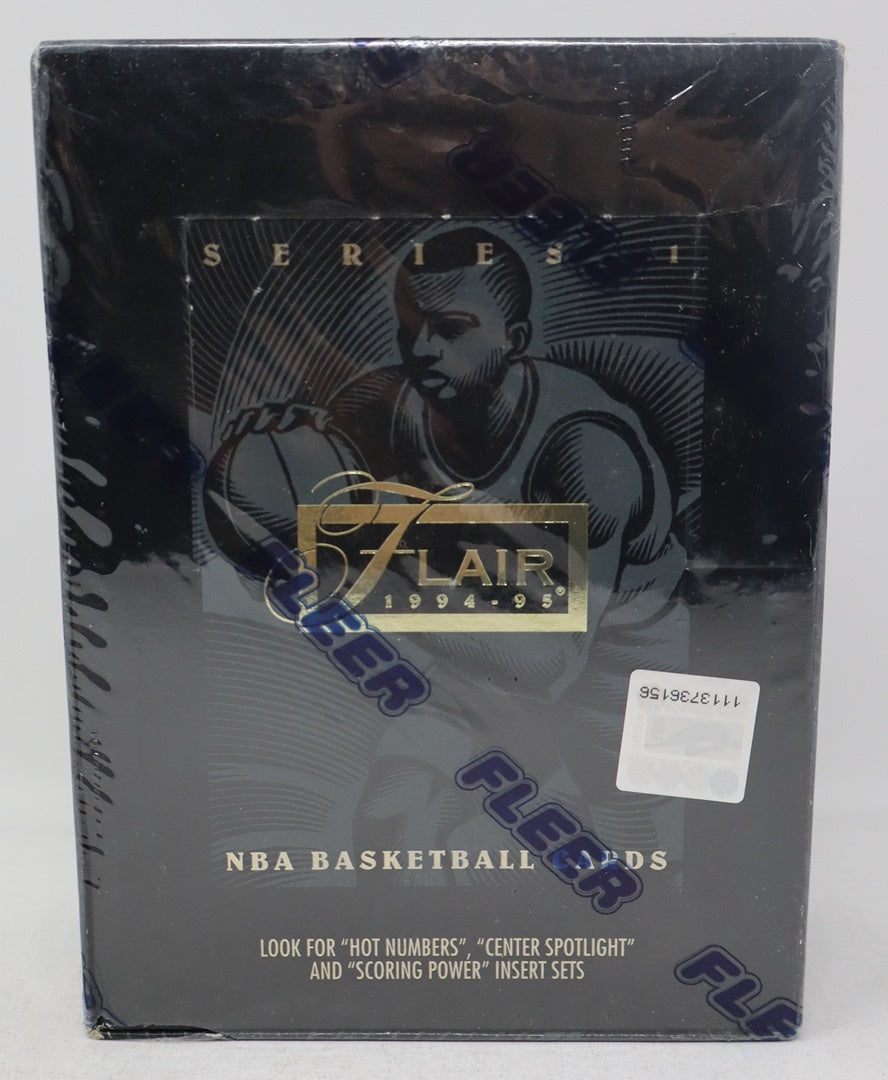 FLEER
SERIES 1
FLAIR
1994-95®
FLEER
1113736156
FLEER
NBA BASKETBALL CARDS
LOOK FOR “HOT NUMBERS”, “CENTER SPOTLIGHT”
AND “SCORING POWER” INSERT SETS
FLE